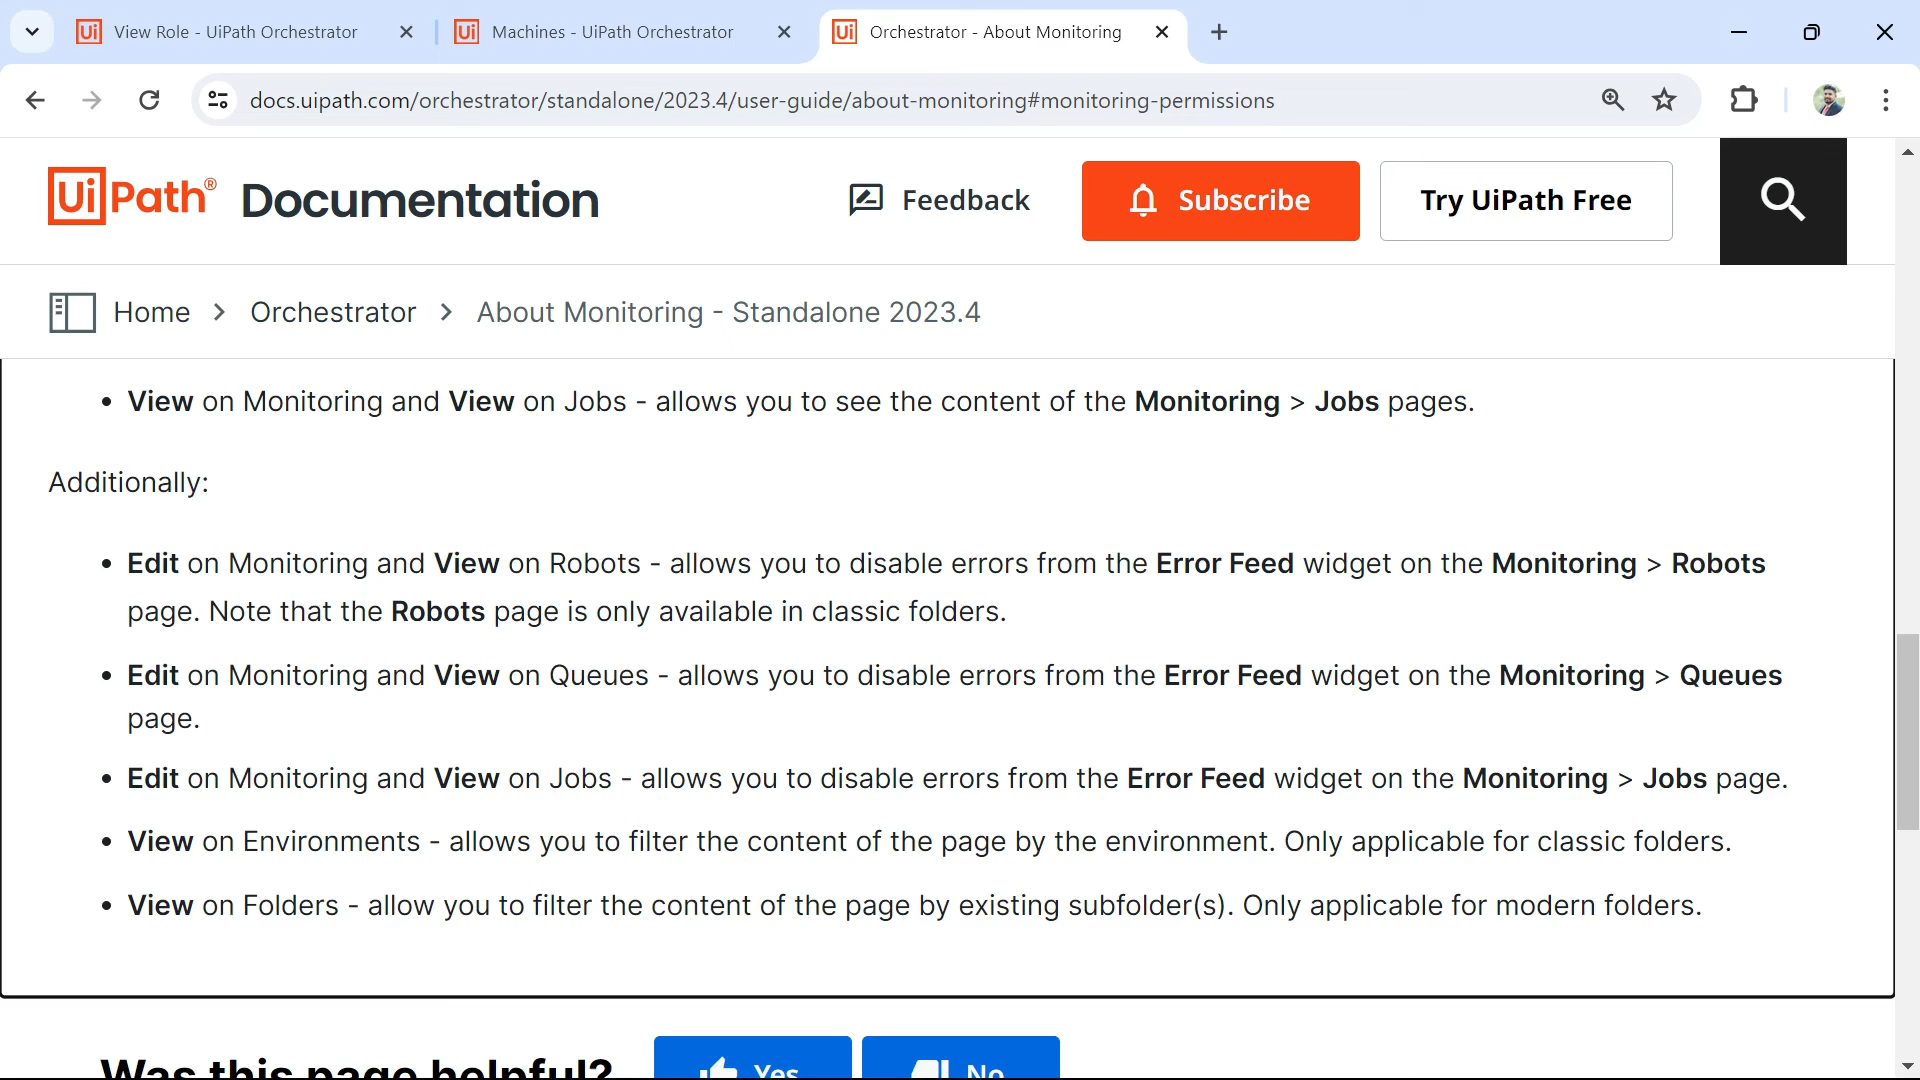 Ui View Role - UiPath Orchestrator
Ui Machines - UiPath Orchestrator
Ui Orchestrator - About Monitoring
docs.uipath.com/orchestrator/standalone/2023.4/user-guide/about-monitoring#monitoring-permissions
UiPath® Documentation
Feedback
Subscribe
Try UiPath Free
Home > Orchestrator > About Monitoring - Standalone 2023.4
• View on Monitoring and View on Jobs - allows you to see the content of the Monitoring > Jobs pages.
Additionally:
• Edit on Monitoring and View on Robots - allows you to disable errors from the Error Feed widget on the Monitoring > Robots
page. Note that the Robots page is only available in classic folders.
• Edit on Monitoring and View on Queues - allows you to disable errors from the Error Feed widget on the Monitoring > Queues
page.
• Edit on Monitoring and View on Jobs - allows you to disable errors from the Error Feed widget on the Monitoring > Jobs page.
• View on Environments - allows you to filter the content of the page by the environment. Only applicable for classic folders.
• View on Folders - allow you to filter the content of the page by existing subfolder(s). Only applicable for modern folders.
Was this page helpful?
Yes
No